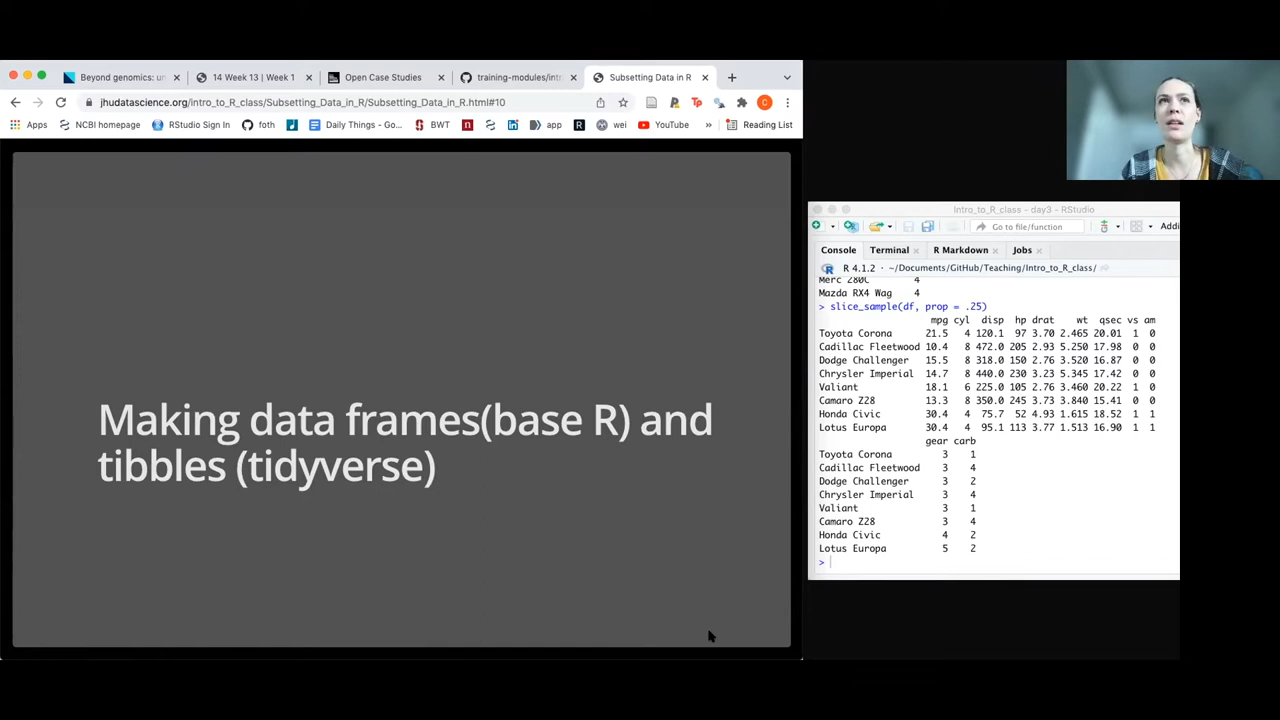 Beyond genomics: un
14 Week 13 | Week 1
Open Case Studies
training-modules/intr
Subsetting Data in R
jhudatascience.org/intro_to_R_class/Subsetting_Data_in_R/Subsetting_Data_in_R.html#10
Apps
NCBI homepage
RStudio Sign In
foth
Daily Things - Go...
BWT
app
wei
YouTube
»
Reading List
Making data frames(base R) and
tibbles (tidyverse)
Intro_to_R_class - day3 - RStudio
Go to file/function
Addi
Console
Terminal
R Markdown
Jobs
R 4.1.2 · ~/Documents/GitHub/Teaching/Intro_to_R_class/
Merc 280C 4
Mazda RX4 Wag 4
> slice_sample(df, prop = .25)
mpg cyl disp hp drat wt qsec vs am
Toyota Corona 21.5 4 120.1 97 3.70 2.465 20.01 1 0
Cadillac Fleetwood 10.4 8 472.0 205 2.93 5.250 17.98 0 0
Dodge Challenger 15.5 8 318.0 150 2.76 3.520 16.87 0 0
Chrysler Imperial 14.7 8 440.0 230 3.23 5.345 17.42 0 0
Valiant 18.1 6 225.0 105 2.76 3.460 20.22 1 0
Camaro Z28 13.3 8 350.0 245 3.73 3.840 15.41 0 0
Honda Civic 30.4 4 75.7 52 4.93 1.615 18.52 1 1
Lotus Europa 30.4 4 95.1 113 3.77 1.513 16.90 1 1
gear carb
Toyota Corona 3 1
Cadillac Fleetwood 3 4
Dodge Challenger 3 2
Chrysler Imperial 3 4
Valiant 3 1
Camaro Z28 3 4
Honda Civic 4 2
Lotus Europa 5 2
>